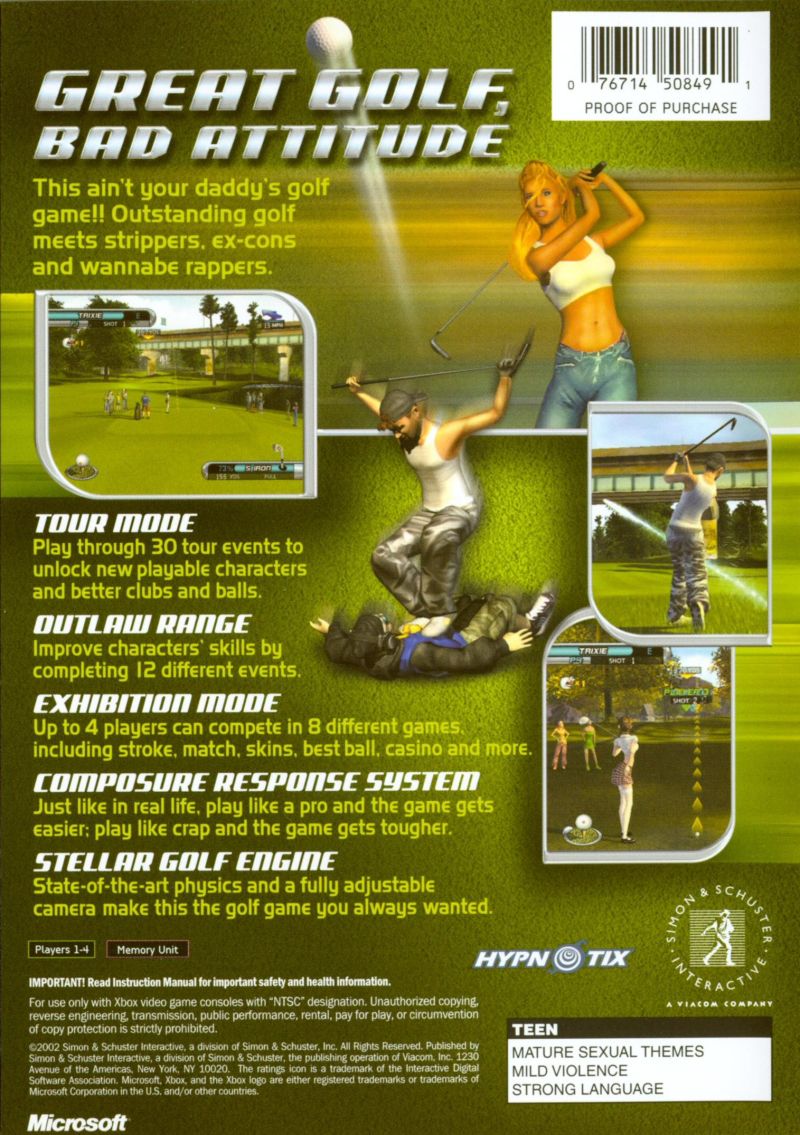 0 76714 50849 1
PROOF OF PURCHASE
GREAT GOLF,
BAD ATTITUDE
This ain't your daddy's golf
game!! Outstanding golf
meets strippers, ex-cons
and wannabe rappers.
TRIXIE E
SHOT 1
15 MPH
73% SIMON
155 YDS FULL
TOUR MODE
Play through 30 tour events to
unlock new playable characters
and better clubs and balls.
OUTLAW RANGE
Improve characters' skills by
completing 12 different events.
EXHIBITION MODE
Up to 4 players can compete in 8 different games,
including stroke, match, skins, best ball, casino and more.
COMPOSURE RESPONSE SYSTEM
Just like in real life, play like a pro and the game gets
easier; play like crap and the game gets tougher.
STELLAR GOLF ENGINE
State-of-the-art physics and a fully adjustable
camera make this the golf game you always wanted.
TRIXIE E
SHOT 1
PLAYER 2
SHOT 2
Players 1-4
Memory Unit
HYPNOTIX
SIMON & SCHUSTER
· INTERACTIVE ·
A VIACOM COMPANY
IMPORTANT! Read Instruction Manual for important safety and health information.
For use only with Xbox video game consoles with "NTSC" designation. Unauthorized copying,
reverse engineering, transmission, public performance, rental, pay for play, or circumvention
of copy protection is strictly prohibited.
©2002 Simon & Schuster Interactive, a division of Simon & Schuster, Inc. All Rights Reserved. Published by
Simon & Schuster Interactive, a division of Simon & Schuster, the publishing operation of Viacom, Inc. 1230
Avenue of the Americas, New York, NY 10020. The ratings icon is a trademark of the Interactive Digital
Software Association. Microsoft, Xbox, and the Xbox logo are either registered trademarks or trademarks of
Microsoft Corporation in the U.S. and/or other countries.
TEEN
MATURE SEXUAL THEMES
MILD VIOLENCE
STRONG LANGUAGE
Microsoft